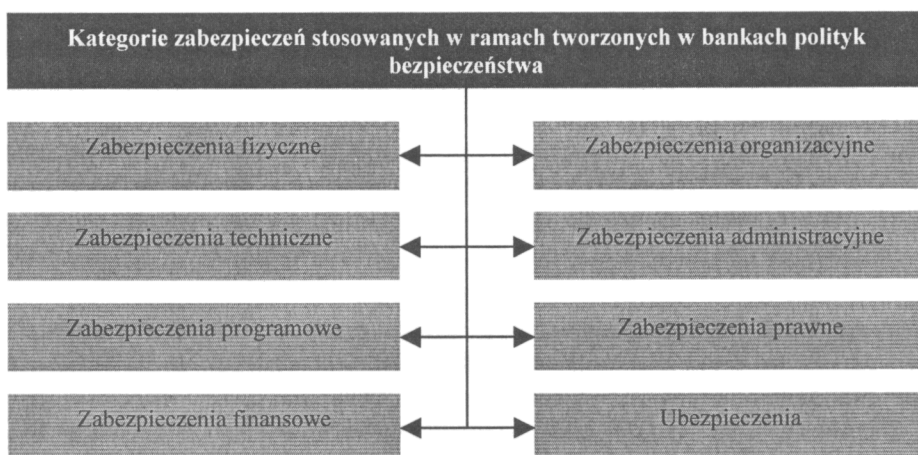 Kategorie zabezpieczeń stosowanych w ramach tworzonych w bankach polityk
bezpieczeństwa
Zabezpieczenia fizyczne
Zabezpieczenia organizacyjne
Zabezpieczenia techniczne
Zabezpieczenia administracyjne
Zabezpieczenia programowe
Zabezpieczenia prawne
Zabezpieczenia finansowe
Ubezpieczenia